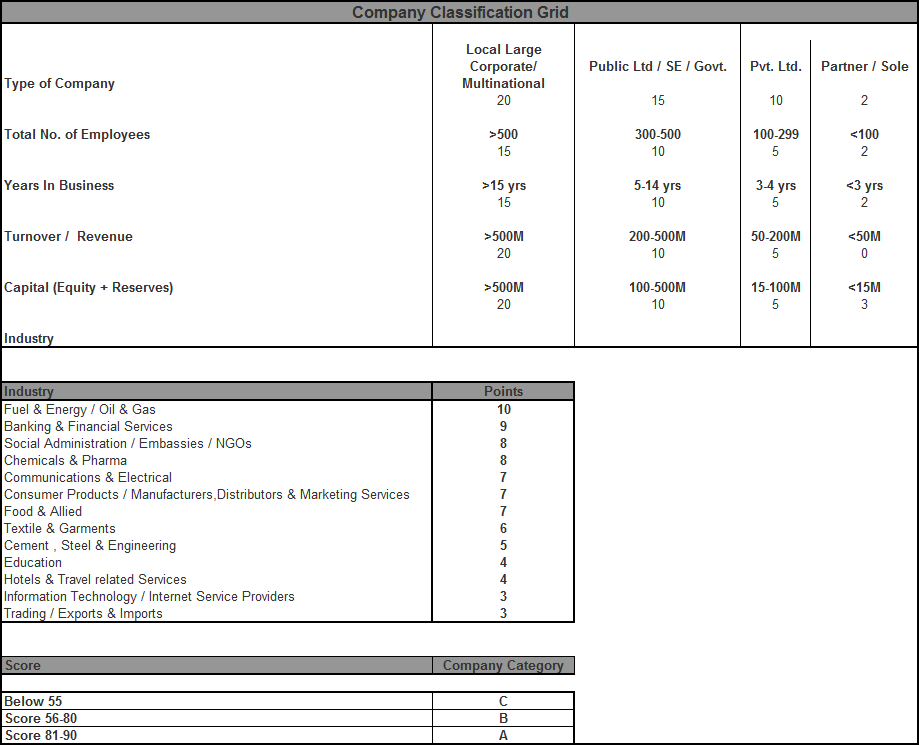 Company Classification Grid
Type of Company Local Large Corporate/ Multinational Public Ltd / SE / Govt. Pvt. Ltd. Partner / Sole
20 15 10 2
Total No. of Employees >500 300-500 100-299 <100
15 10 5 2
Years In Business >15 yrs 5-14 yrs 3-4 yrs <3 yrs
15 10 5 2
Turnover / Revenue >500M 200-500M 50-200M <50M
20 10 5 0
Capital (Equity + Reserves) >500M 100-500M 15-100M <15M
20 10 5 3
Industry
Industry Points
Fuel & Energy / Oil & Gas 10
Banking & Financial Services 9
Social Administration / Embassies / NGOs 8
Chemicals & Pharma 8
Communications & Electrical 7
Consumer Products / Manufacturers,Distributors & Marketing Services 7
Food & Allied 7
Textile & Garments 6
Cement , Steel & Engineering 5
Education 4
Hotels & Travel related Services 4
Information Technology / Internet Service Providers 3
Trading / Exports & Imports 3
Score Company Category
Below 55 C
Score 56-80 B
Score 81-90 A